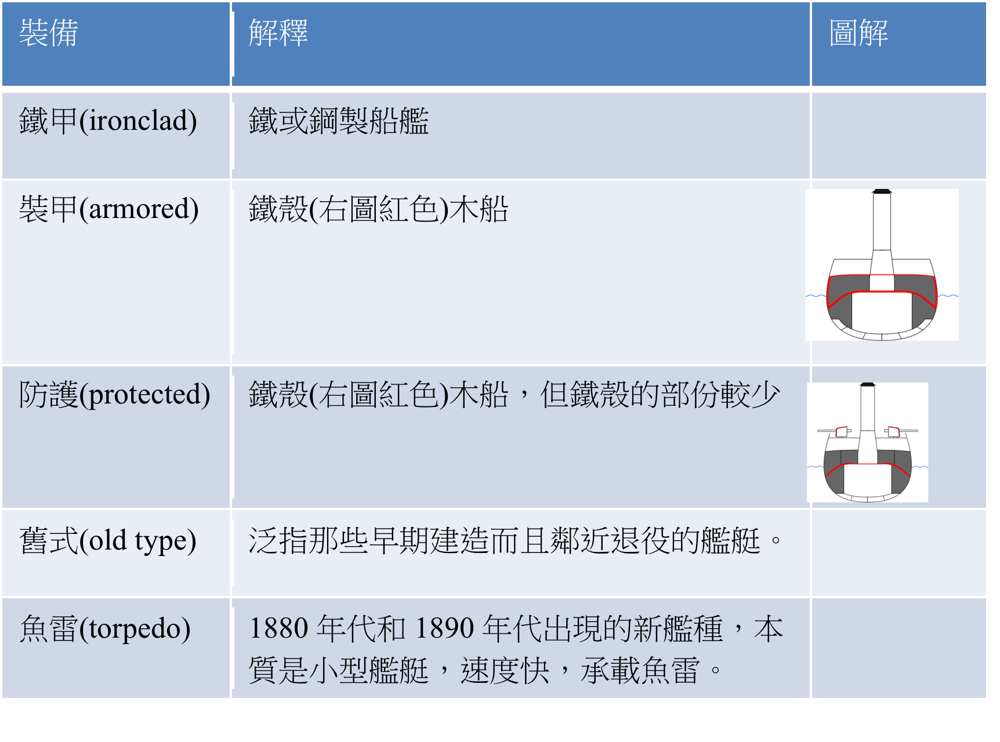 裝備 解釋 圖解
鐵甲(ironclad) 鐵或鋼製船艦
裝甲(armored) 鐵殼(右圖紅色)木船
防護(protected) 鐵殼(右圖紅色)木船，但鐵殼的部份較少
舊式(old type) 泛指那些早期建造而且鄰近退役的艦艇。
魚雷(torpedo) 1880 年代和 1890 年代出現的新艦種，本
質是小型艦艇，速度快，承載魚雷。